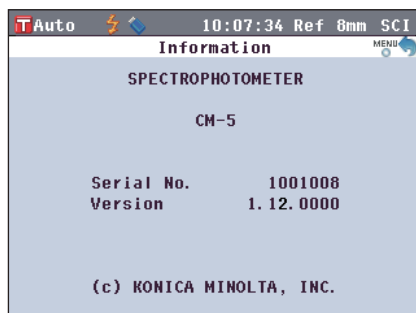 T Auto 10:07:34 Ref 8mm SCI
Information MENU
SPECTROPHOTOMETER
CM-5
Serial No. 1001008
Version 1.12.0000
(c) KONICA MINOLTA, INC.